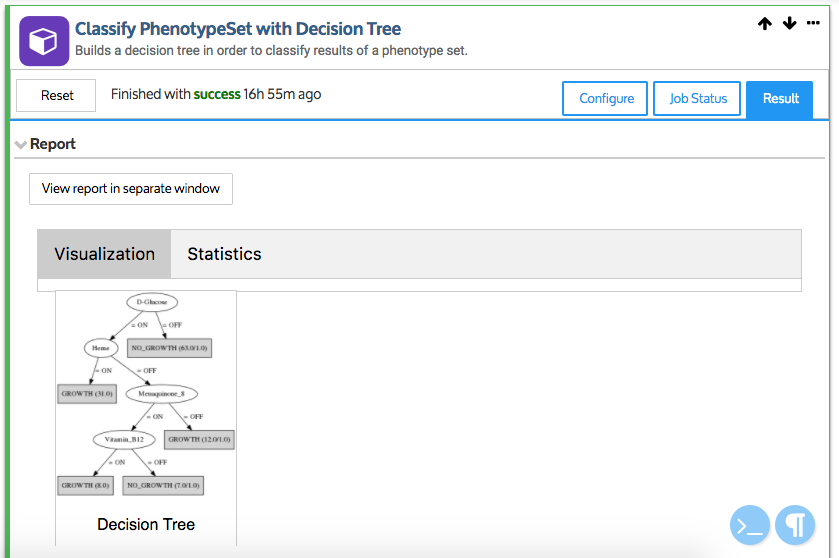 Classify PhenotypeSet with Decision Tree
Builds a decision tree in order to classify results of a phenotype set.
Reset
Finished with success 16h 55m ago
Configure
Job Status
Result
Report
View report in separate window
Visualization
Statistics
D-Glucose
= ON = OFF
Heme NO_GROWTH (63.0/1.0)
= ON = OFF
GROWTH (31.0) Menaquinone_8
= ON = OFF
Vitamin_B12 GROWTH (12.0/1.0)
= ON = OFF
GROWTH (8.0) NO_GROWTH (7.0/1.0)
Decision Tree